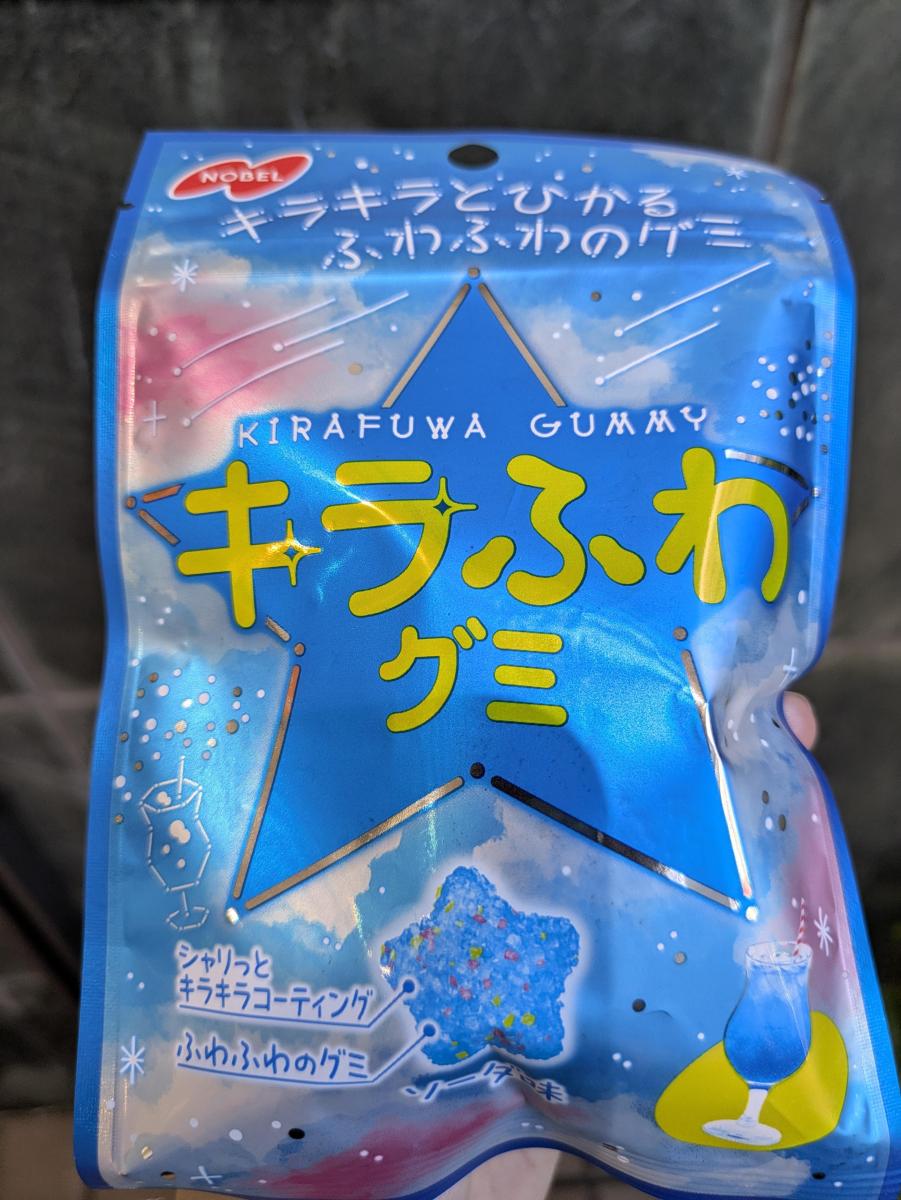 NOBEL
キラキラとひかる
ふわふわのグミ
KIRAFUWA GUMMY
キラふわ
グミ
シャリっと
キラキラコーティング
ふわふわのグミ
ソーダ味